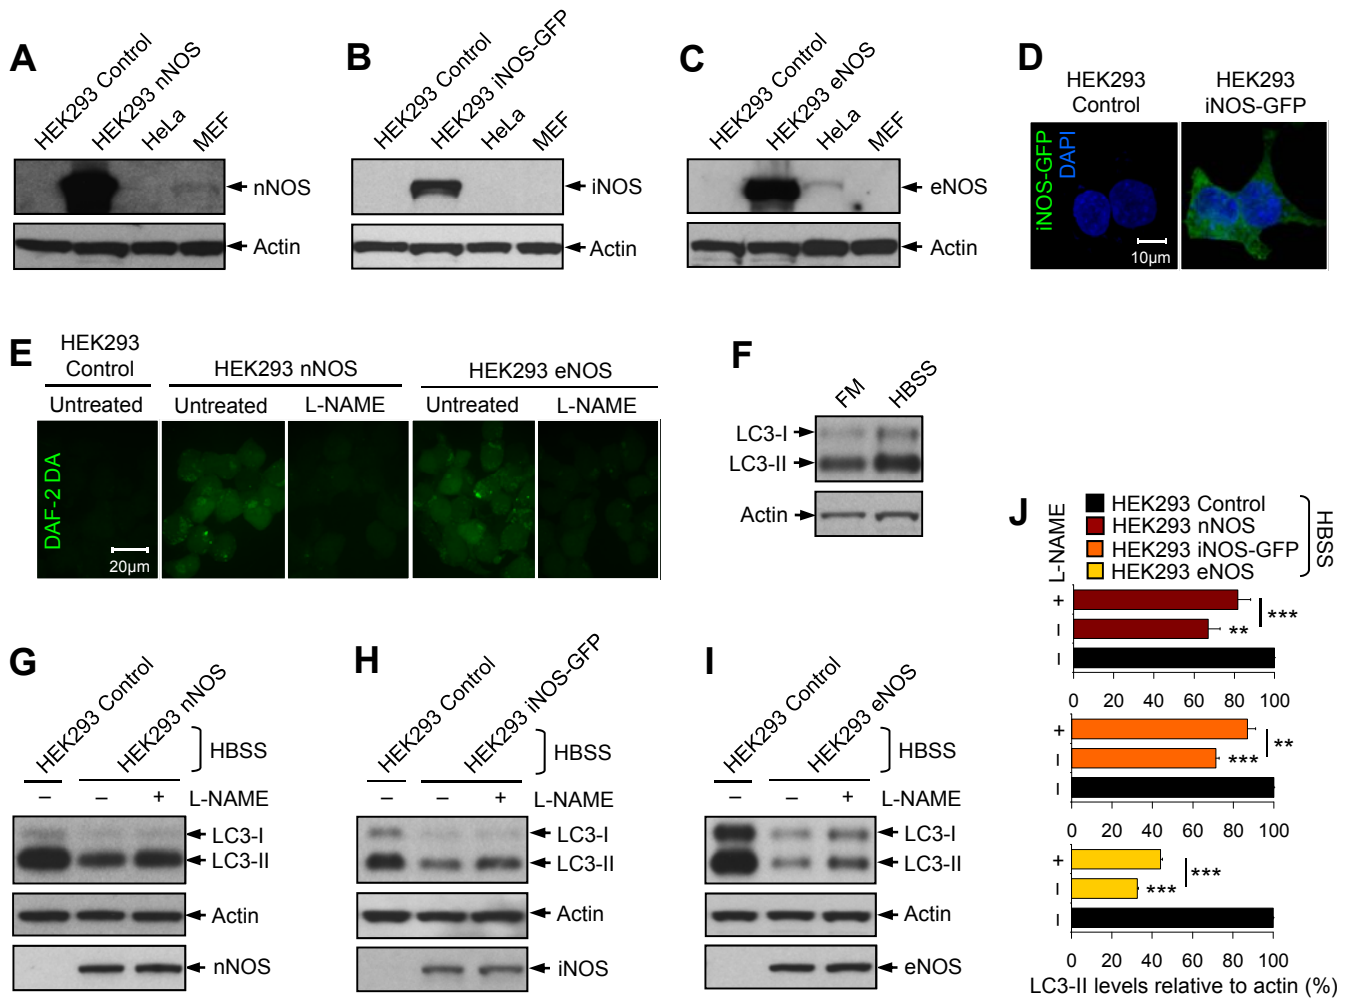 A
HEK293 Control
HEK293 nNOS
HeLa
MEF
nNOS
Actin
B
HEK293 Control
HEK293 iNOS-GFP
HeLa
MEF
iNOS
Actin
C
HEK293 Control
HEK293 eNOS
HeLa
MEF
eNOS
Actin
D
HEK293
Control
HEK293
iNOS-GFP
iNOS-GFP
DAPI
10µm
E
HEK293
Control
HEK293 nNOS
HEK293 eNOS
Untreated
Untreated
L-NAME
Untreated
L-NAME
DAF-2 DA
20µm
F
FM
HBSS
LC3-I
LC3-II
Actin
G
HEK293 Control
HEK293 nNOS
HBSS
– – + L-NAME
LC3-I
LC3-II
Actin
nNOS
H
HEK293 Control
HEK293 iNOS-GFP
HBSS
– – + L-NAME
LC3-I
LC3-II
Actin
iNOS
I
HEK293 Control
HEK293 eNOS
HBSS
– – + L-NAME
LC3-I
LC3-II
Actin
eNOS
J
L-NAME
HEK293 Control
HEK293 nNOS
HEK293 iNOS-GFP
HEK293 eNOS
HBSS
+
***
–
**
–
0 20 40 60 80 100
+
**
–
***
–
0 20 40 60 80 100
+
***
–
***
–
0 20 40 60 80 100
LC3-II levels relative to actin (%)